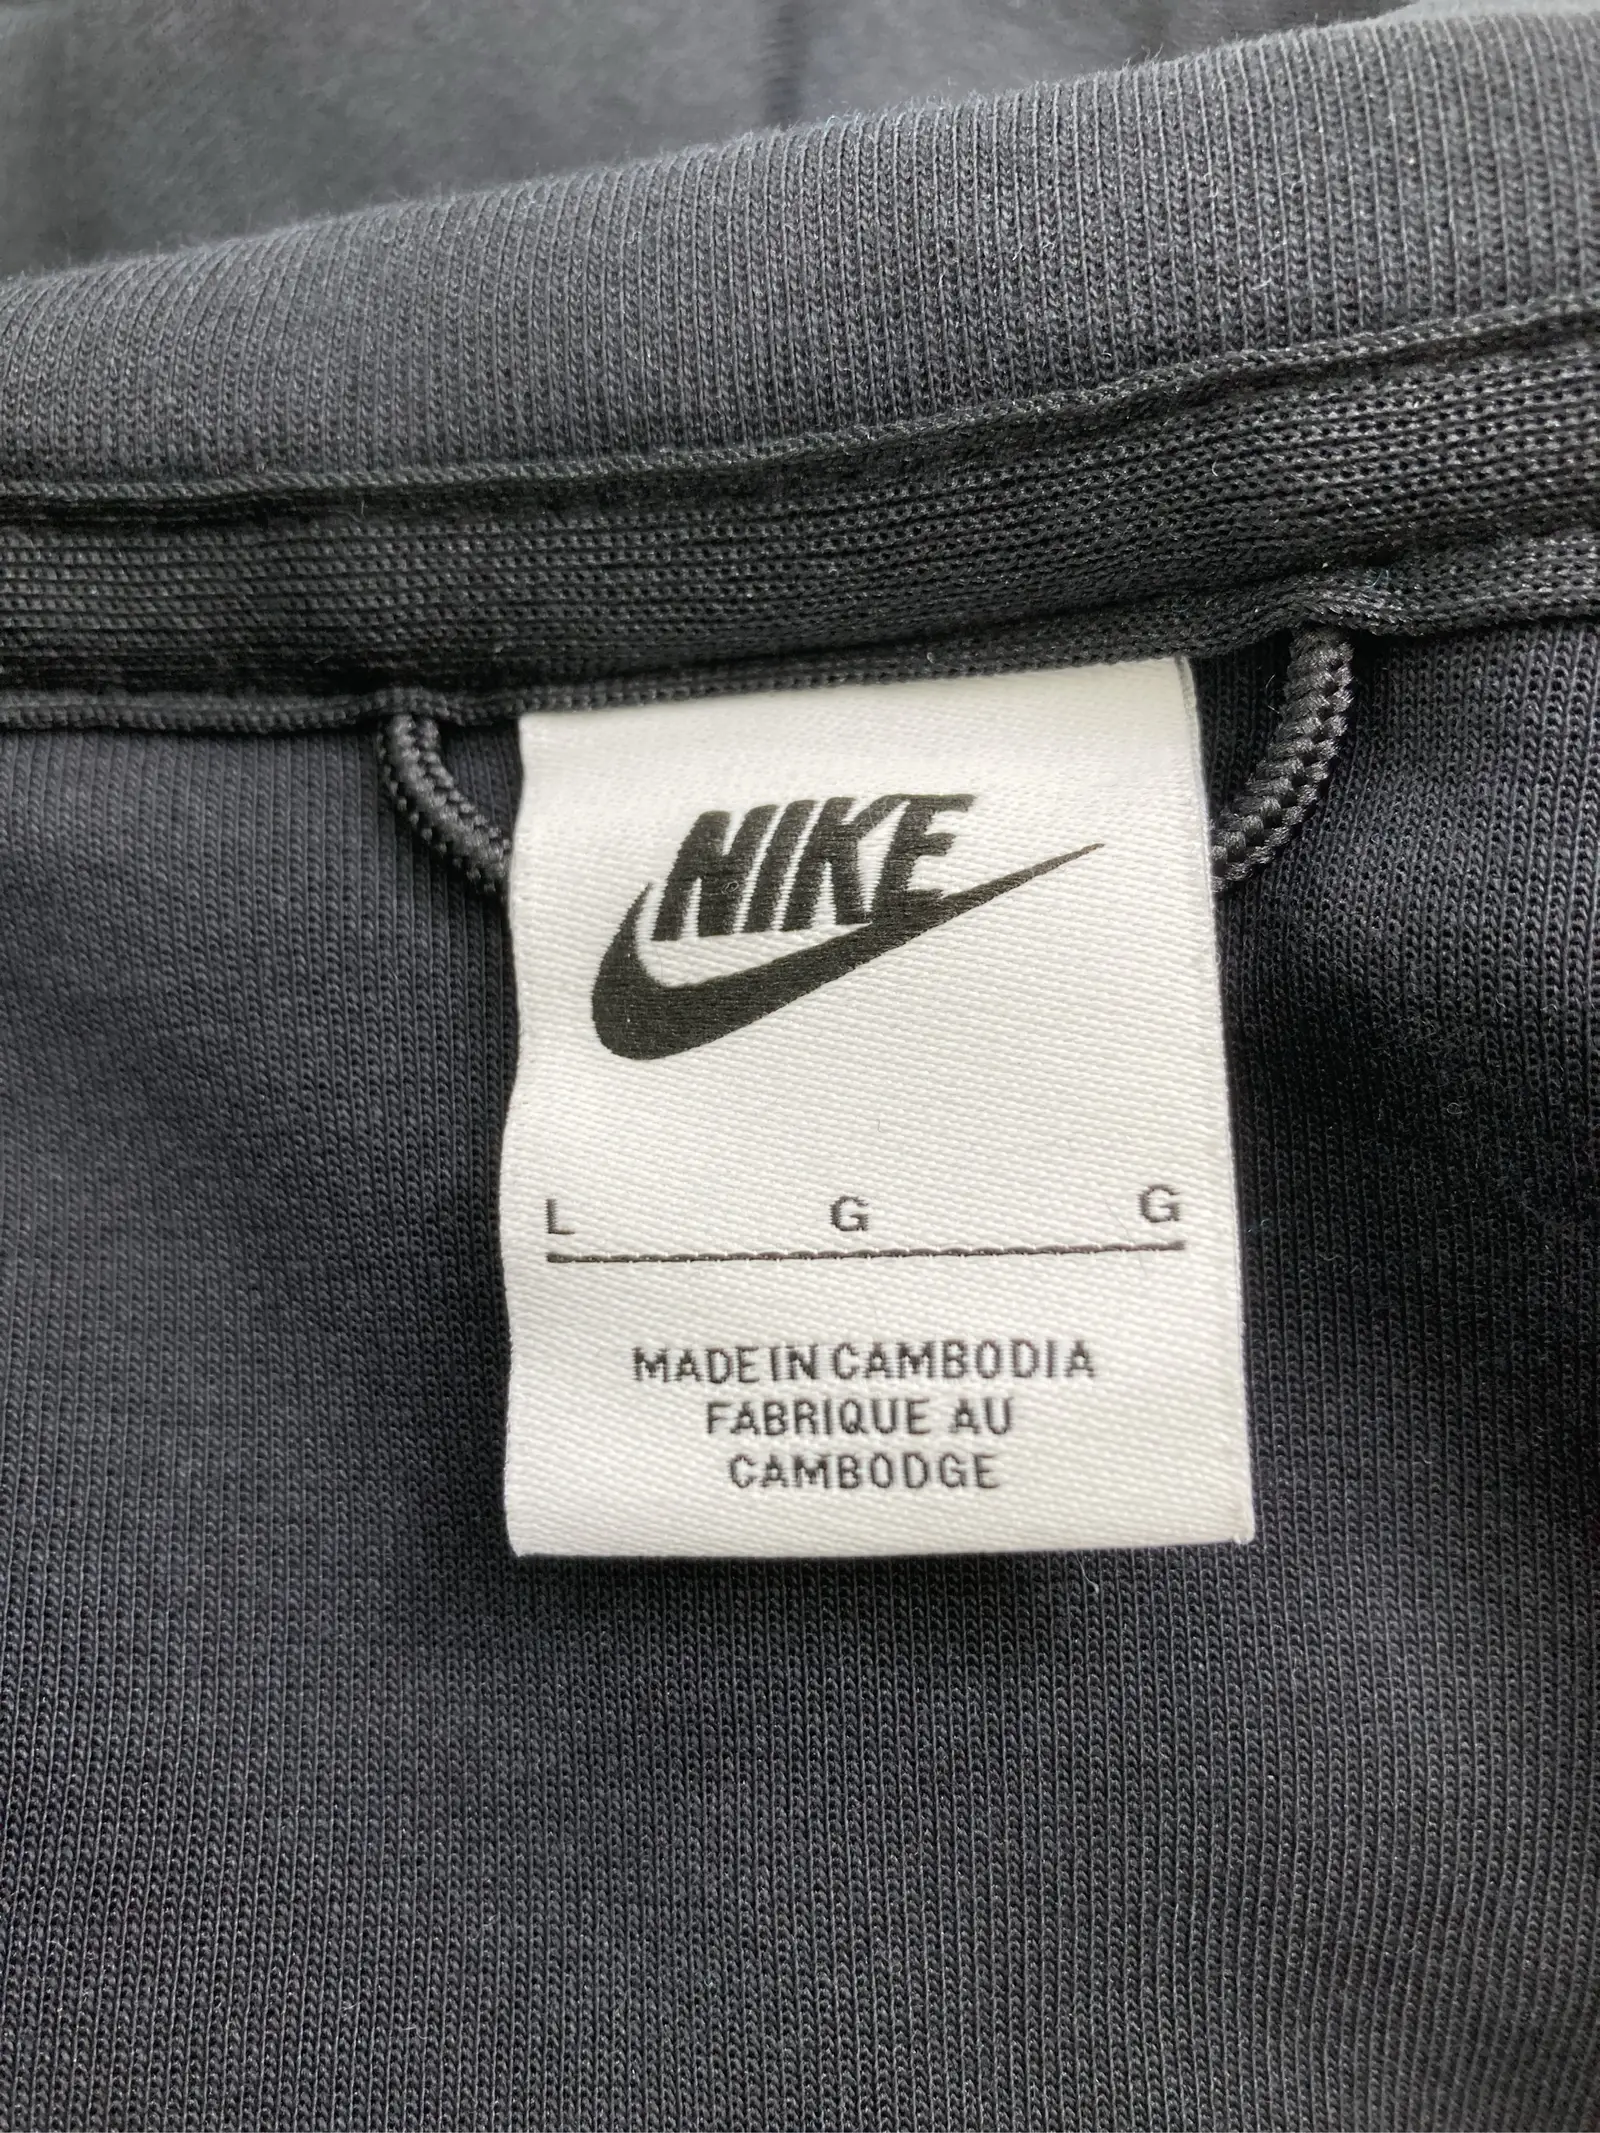 NIKE
L G G
MADE IN CAMBODIA
FABRIQUE AU
CAMBODGE